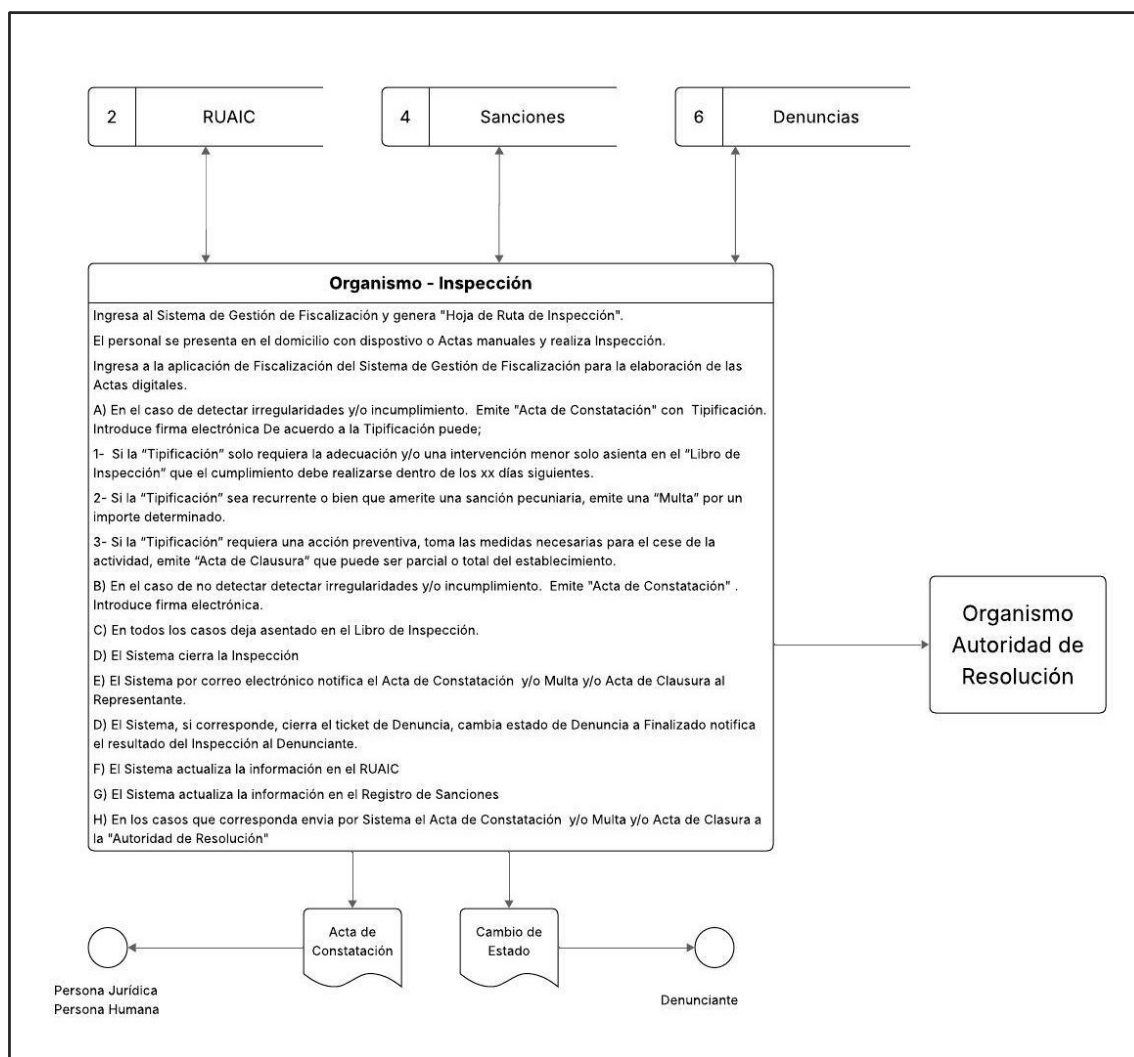 2
RUAIC
4
Sanciones
6
Denuncias
Organismo - Inspección
Ingresa al Sistema de Gestión de Fiscalización y genera "Hoja de Ruta de Inspección".
El personal se presenta en el domicilio con dispostivo o Actas manuales y realiza Inspección.
Ingresa a la aplicación de Fiscalización del Sistema de Gestión de Fiscalización para la elaboración de las
Actas digitales.
A) En el caso de detectar irregularidades y/o incumplimiento. Emite "Acta de Constatación" con Tipificación.
Introduce firma electrónica De acuerdo a la Tipificación puede;
1- Si la “Tipificación” solo requiera la adecuación y/o una intervención menor solo asienta en el “Libro de
Inspección” que el cumplimiento debe realizarse dentro de los xx días siguientes.
2- Si la “Tipificación” sea recurrente o bien que amerite una sanción pecuniaria, emite una “Multa” por un
importe determinado.
3- Si la “Tipificación” requiera una acción preventiva, toma las medidas necesarias para el cese de la
actividad, emite “Acta de Clausura” que puede ser parcial o total del establecimiento.
B) En el caso de no detectar detectar irregularidades y/o incumplimiento. Emite "Acta de Constatación" .
Introduce firma electrónica.
C) En todos los casos deja asentado en el Libro de Inspección.
D) El Sistema cierra la Inspección
E) El Sistema por correo electrónico notifica el Acta de Constatación y/o Multa y/o Acta de Clausura al
Representante.
D) El Sistema, si corresponde, cierra el ticket de Denuncia, cambia estado de Denuncia a Finalizado notifica
el resultado del Inspección al Denunciante.
F) El Sistema actualiza la información en el RUAIC
G) El Sistema actualiza la información en el Registro de Sanciones
H) En los casos que corresponda envia por Sistema el Acta de Constatación y/o Multa y/o Acta de Clasura a
la "Autoridad de Resolución"
Organismo
Autoridad de
Resolución
Acta de
Constatación
Cambio de
Estado
Persona Jurídica
Persona Humana
Denunciante